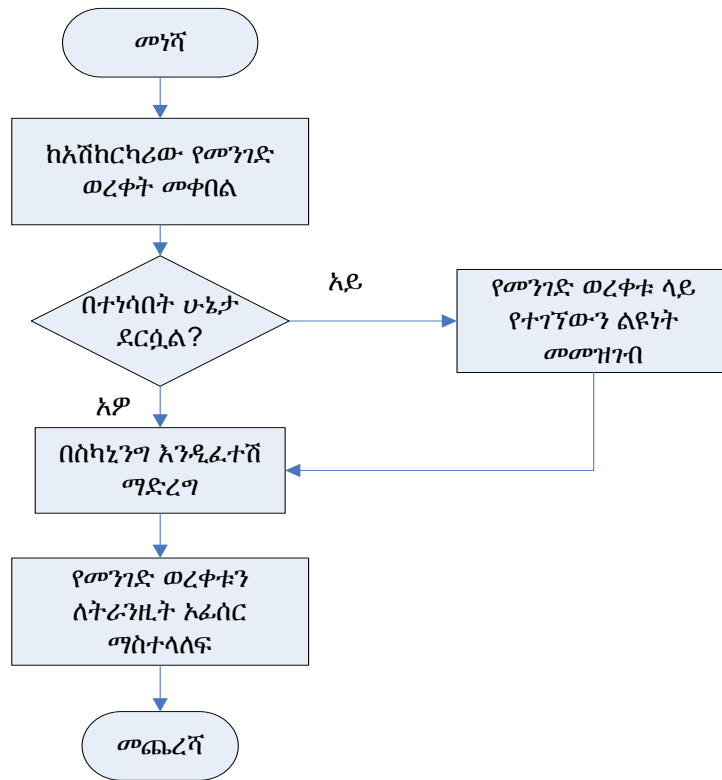 መነሻ
ከአሽከርካሪው የመንገድ
ወረቀት መቀበል
በተነሳበት ሁኔታ
ደርሷል?
አይ
የመንገድ ወረቀቱ ላይ
የተገኘውን ልዩነት
መመዝገብ
አዎ
በስካኒንግ እንዲፈተሽ
ማድረግ
የመንገድ ወረቀቱን
ለትራንዚት ኦፊሰር
ማስተላለፍ
መጨረሻ